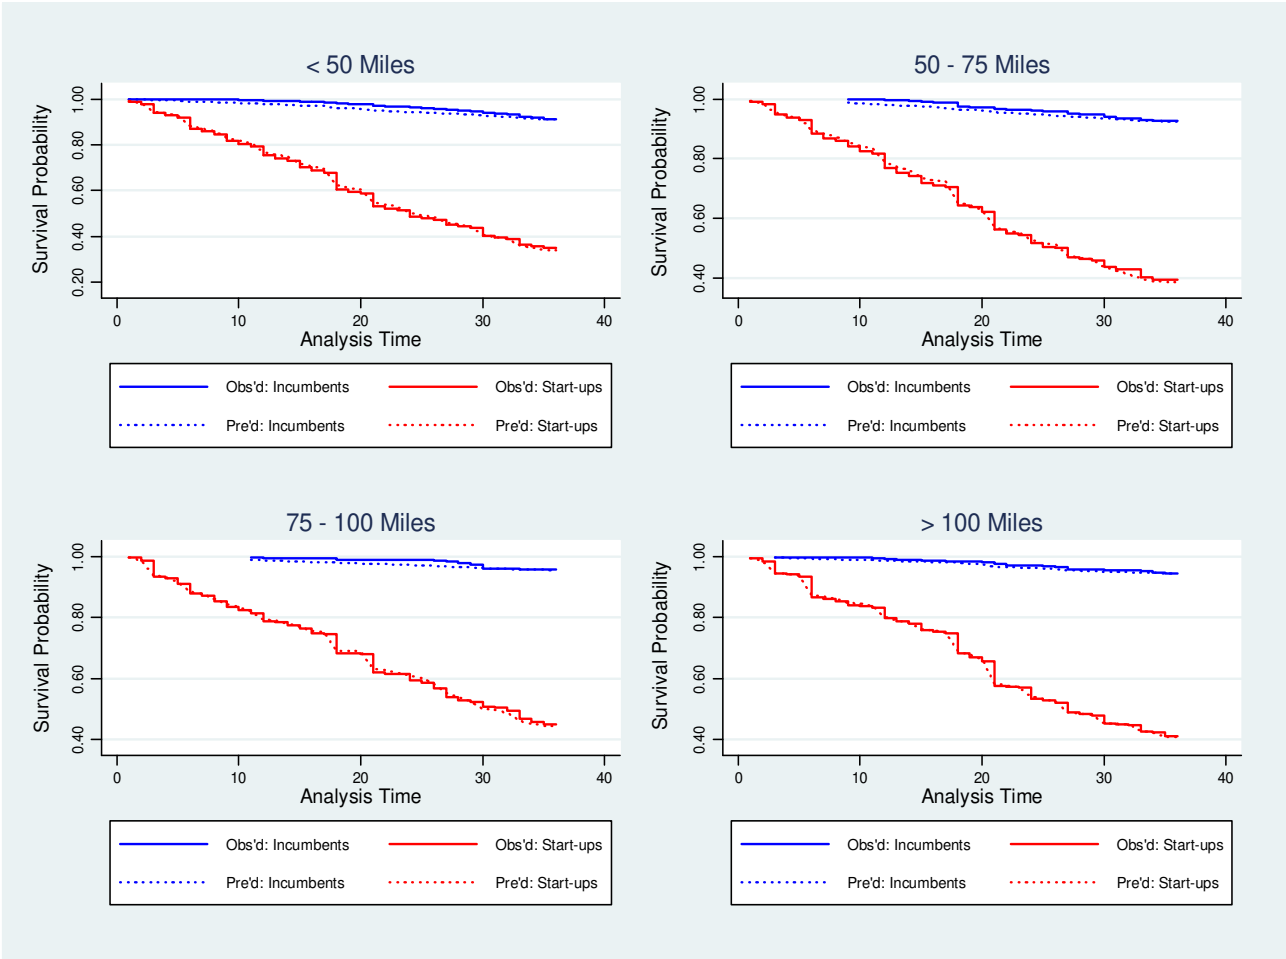 < 50 Miles
Survival Probability
1.00
0.80
0.60
0.40
0.20
0 10 20 30 40
Analysis Time
Obs'd: Incumbents Obs'd: Start-ups
Pre'd: Incumbents Pre'd: Start-ups
50 - 75 Miles
Survival Probability
1.00
0.80
0.60
0.40
0 10 20 30 40
Analysis Time
Obs'd: Incumbents Obs'd: Start-ups
Pre'd: Incumbents Pre'd: Start-ups
75 - 100 Miles
Survival Probability
1.00
0.80
0.60
0.40
0 10 20 30 40
Analysis Time
Obs'd: Incumbents Obs'd: Start-ups
Pre'd: Incumbents Pre'd: Start-ups
> 100 Miles
Survival Probability
1.00
0.80
0.60
0.40
0 10 20 30 40
Analysis Time
Obs'd: Incumbents Obs'd: Start-ups
Pre'd: Incumbents Pre'd: Start-ups